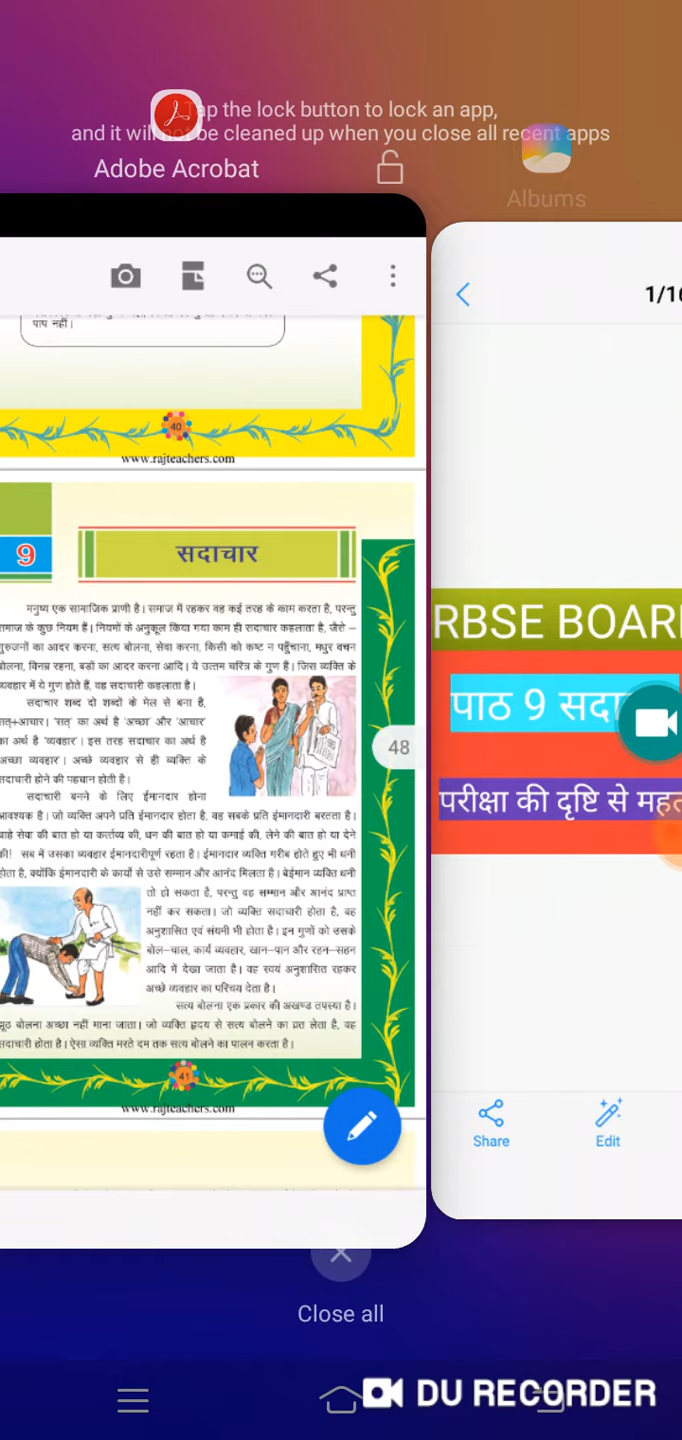 Tap the lock button to lock an app,
and it will not be cleaned up when you close all recent apps
Adobe Acrobat
Albums
1/16
पाप नहीं।
40
www.rajteachers.com
9
सदाचार
मनुष्य एक सामाजिक प्राणी है। समाज में रहकर वह कई तरह के काम करता है, परन्तु
समाज के कुछ नियम हैं। नियमों के अनुकूल किया गया काम ही सदाचार कहलाता है, जैसे –
गुरुजनों का आदर करना, सत्य बोलना, सेवा करना, किसी को कष्ट न पहुँचाना, मधुर वचन
बोलना, विनम्र रहना, बड़ों का आदर करना आदि। ये उत्तम चरित्र के गुण हैं। जिस व्यक्ति के
व्यवहार में ये गुण होते हैं, वह सदाचारी कहलाता है।
सदाचार शब्द दो शब्दों के मेल से बना है,
सत्+आचार। 'सत्' का अर्थ है 'अच्छा' और 'आचार'
का अर्थ है 'व्यवहार'। इस तरह सदाचार का अर्थ है
अच्छा व्यवहार'। अच्छे व्यवहार से ही व्यक्ति के
सदाचारी होने की पहचान होती है।
सदाचारी बनने के लिए ईमानदार होना
आवश्यक है। जो व्यक्ति अपने प्रति ईमानदार होता है, वह सबके प्रति ईमानदारी बरतता है।
चाहे सेवा की बात हो या कर्त्तव्य की, धन की बात हो या कमाई की, लेने की बात हो या देने
की! सब में उसका व्यवहार ईमानदारीपूर्ण रहता है। ईमानदार व्यक्ति गरीब होते हुए भी धनी
होता है, क्योंकि ईमानदारी के कार्यों से उसे सम्मान और आनंद मिलता है। बेईमान व्यक्ति धनी
तो हो सकता है, परन्तु वह सम्मान और आनंद प्राप्त
नहीं कर सकता। जो व्यक्ति सदाचारी होता है, वह
अनुशासित एवं संयमी भी होता है। इन गुणों को उसके
बोल–चाल, कार्य व्यवहार, खान–पान और रहन–सहन
आदि में देखा जाता है। वह स्वयं अनुशासित रहकर
अच्छे व्यवहार का परिचय देता है।
सत्य बोलना एक प्रकार की अखण्ड तपस्या है।
झूठ बोलना अच्छा नहीं माना जाता। जो व्यक्ति हृदय से सत्य बोलने का व्रत लेता है, वह
सदाचारी होता है। ऐसा व्यक्ति मरते दम तक सत्य बोलने का पालन करता है।
41
www.rajteachers.com
48
RBSE BOAR
पाठ 9 सदा
परीक्षा की दृष्टि से महत
Share
Edit
Close all
DU RECORDER